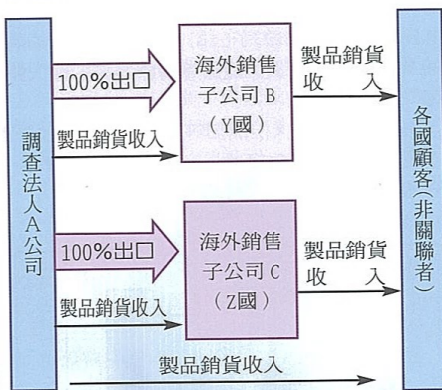 調查法人A公司
100%出口
製品銷貨收入
海外銷售
子公司B
(Y國)
製品銷貨
收 入
100%出口
製品銷貨收入
海外銷售
子公司C
(Z國)
製品銷貨
收 入
製品銷貨收入
各國顧客(非關聯者)